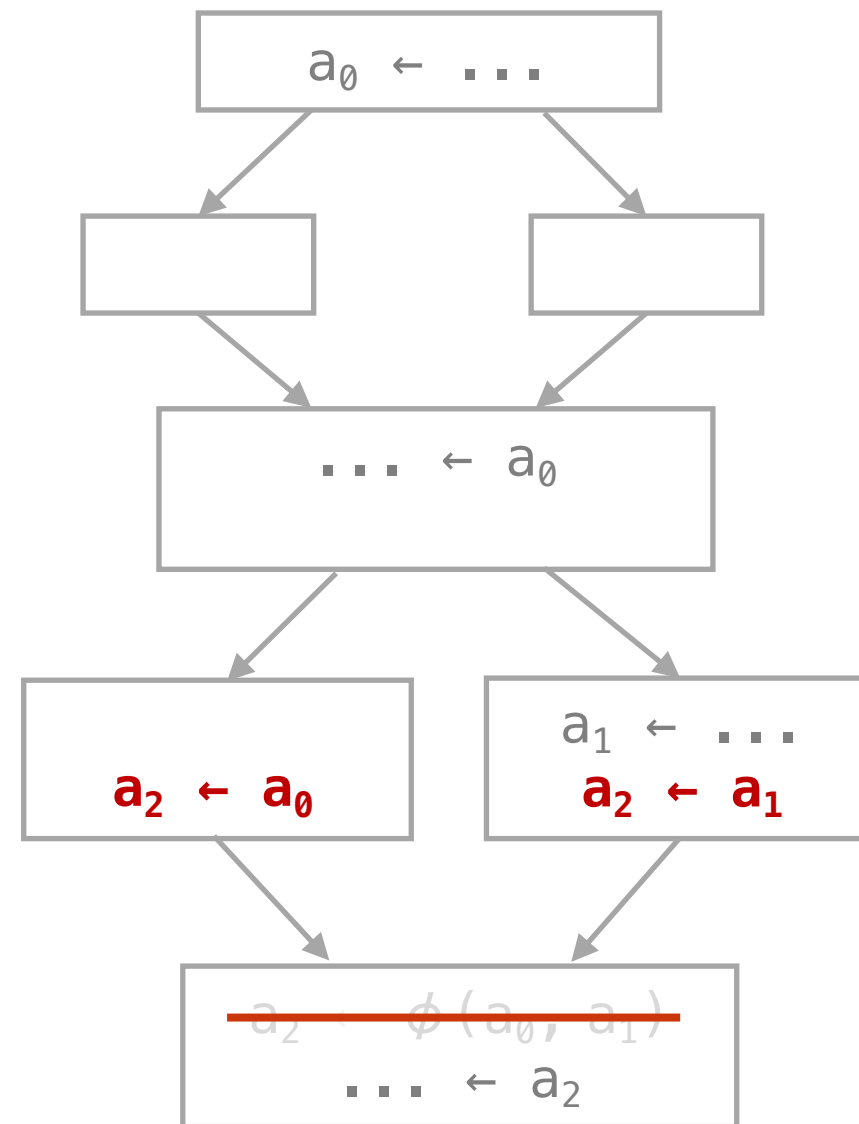 a₀ ← ...
... ← a₀
a₂ ← a₀
a₁ ← ...
a₂ ← a₁
a₂ ← ϕ(a₀, a₁)
... ← a₂